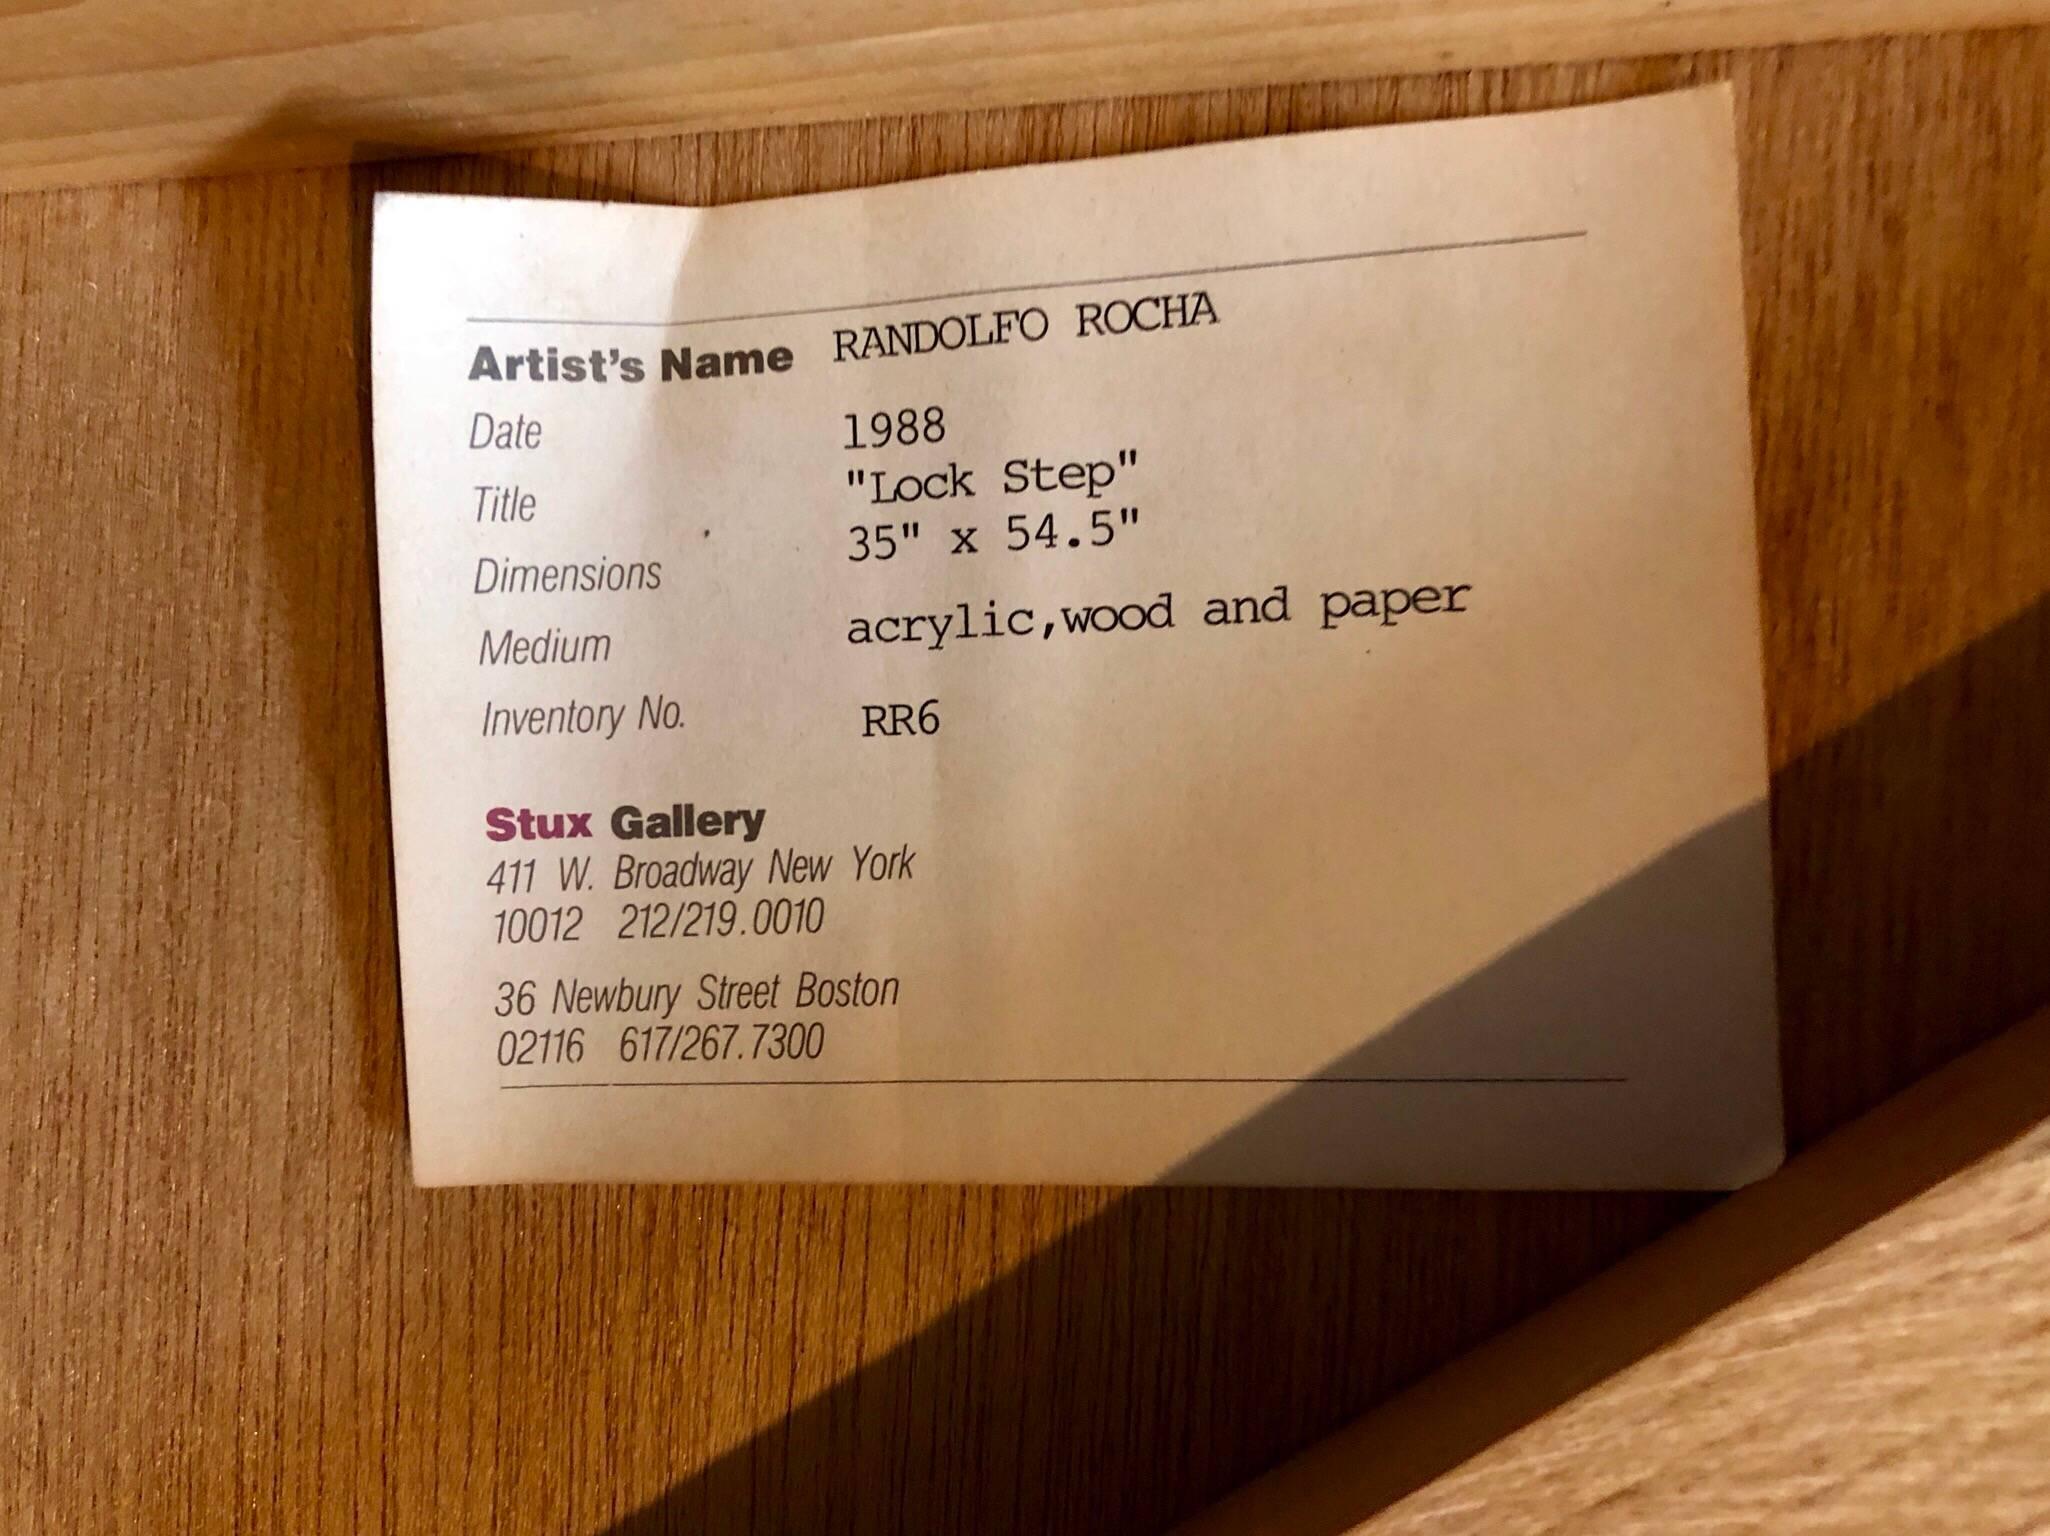 Artist's Name RANDOLFO ROCHA
Date 1988
Title "Lock Step"
Dimensions 35" x 54.5"
Medium acrylic,wood and paper
Inventory No. RR6
Stux Gallery
411 W. Broadway New York
10012 212/219.0010
36 Newbury Street Boston
02116 617/267.7300